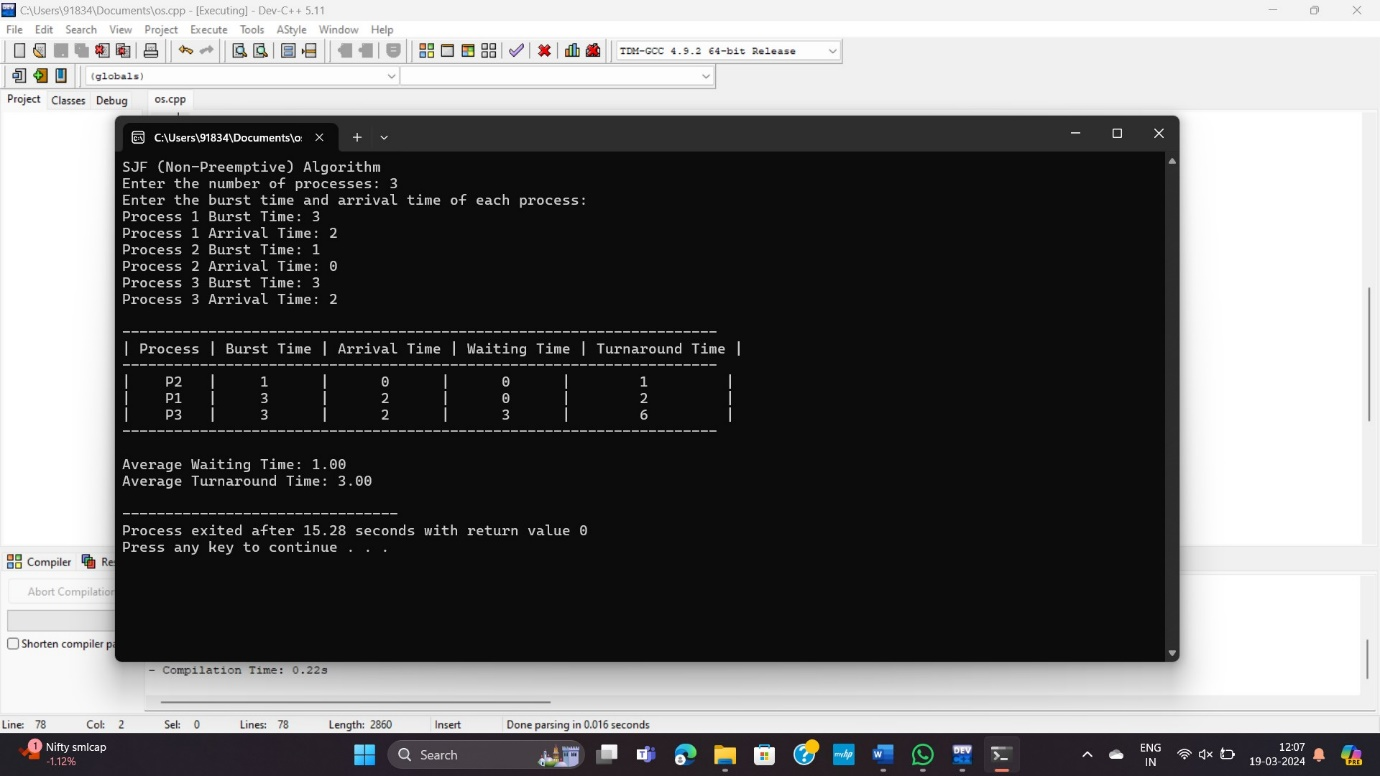 C:\Users\91834\Documents\os.cpp - [Executing] - Dev-C++ 5.11
File Edit Search View Project Execute Tools AStyle Window Help
TDM-GCC 4.9.2 64-bit Release
(globals)
Project Classes Debug os.cpp
C:\Users\91834\Documents\o
SJF (Non-Preemptive) Algorithm
Enter the number of processes: 3
Enter the burst time and arrival time of each process:
Process 1 Burst Time: 3
Process 1 Arrival Time: 2
Process 2 Burst Time: 1
Process 2 Arrival Time: 0
Process 3 Burst Time: 3
Process 3 Arrival Time: 2
---------------------------------------------------------------------
| Process | Burst Time | Arrival Time | Waiting Time | Turnaround Time |
---------------------------------------------------------------------
| P2 | 1 | 0 | 0 | 1 |
| P1 | 3 | 2 | 0 | 2 |
| P3 | 3 | 2 | 3 | 6 |
---------------------------------------------------------------------
Average Waiting Time: 1.00
Average Turnaround Time: 3.00
--------------------------------
Process exited after 15.28 seconds with return value 0
Press any key to continue . . .
Compiler Re
Abort Compilation
Shorten compiler pa
- Compilation Time: 0.22s
Line: 78 Col: 2 Sel: 0 Lines: 78 Length: 2860 Insert Done parsing in 0.016 seconds
1 Nifty smlcap
-1.12%
Search
myhp
W
DEV
ENG
IN
12:07
19-03-2024
PRE